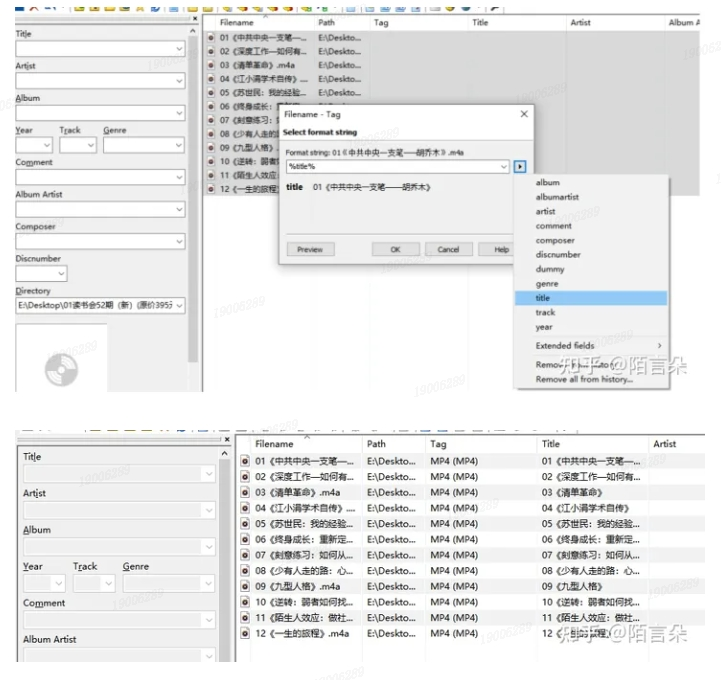 Filename Path Tag Title Artist Album A
Title
Artist
Album
Year Track Genre
Comment
Album Artist
Composer
Discnumber
Directory
E:\Desktop\01读书会52期（新）(原价395元
01《中共中央一支笔—... E:\Deskto...
02《深度工作—如何有... E:\Deskto...
03《清单革命》.m4a E:\Deskto...
04《江小涓学术自传》.... E:\Deskto...
05《苏世民：我的经验... E:\Deskto...
06《终身成长：
07《刻意练习：
08《少有人走的
09《九型人格》
10《逆转：弱者
11《陌生人效应
12《一生的旅程
Filename - Tag
Select format string
Format string: 01《中共中央一支笔——胡乔木》.m4a
%title%
title 01《中共中央一支笔——胡乔木》
Preview OK Cancel Help
album
albumartist
artist
comment
composer
discnumber
dummy
genre
title
track
year
Extended fields
Remove from history
Remove all from history...
知乎 @陌言朵
19006289
Filename Path Tag Title Artist
Title
Artist
Album
Year Track Genre
Comment
Album Artist
01《中共中央一支笔—... E:\Deskto... MP4 (MP4) 01《中共中央一支笔—...
02《深度工作—如何有... E:\Deskto... MP4 (MP4) 02《深度工作—如何有...
03《清单革命》.m4a E:\Deskto... MP4 (MP4) 03《清单革命》
04《江小涓学术自传》.... E:\Deskto... MP4 (MP4) 04《江小涓学术自传》
05《苏世民：我的经验... E:\Deskto... MP4 (MP4) 05《苏世民：我的经验...
06《终身成长：重新定... E:\Deskto... MP4 (MP4) 06《终身成长：重新定...
07《刻意练习：如何从... E:\Deskto... MP4 (MP4) 07《刻意练习：如何从...
08《少有人走的路：心... E:\Deskto... MP4 (MP4) 08《少有人走的路：心...
09《九型人格》.m4a E:\Deskto... MP4 (MP4) 09《九型人格》
10《逆转：弱者如何找... E:\Deskto... MP4 (MP4) 10《逆转：弱者如何找...
11《陌生人效应：做社... E:\Deskto... MP4 (MP4) 11《陌生人效应：做社...
12《一生的旅程》.m4a E:\Deskto... MP4 (MP4) 12《一生的旅程》
知乎 @陌言朵